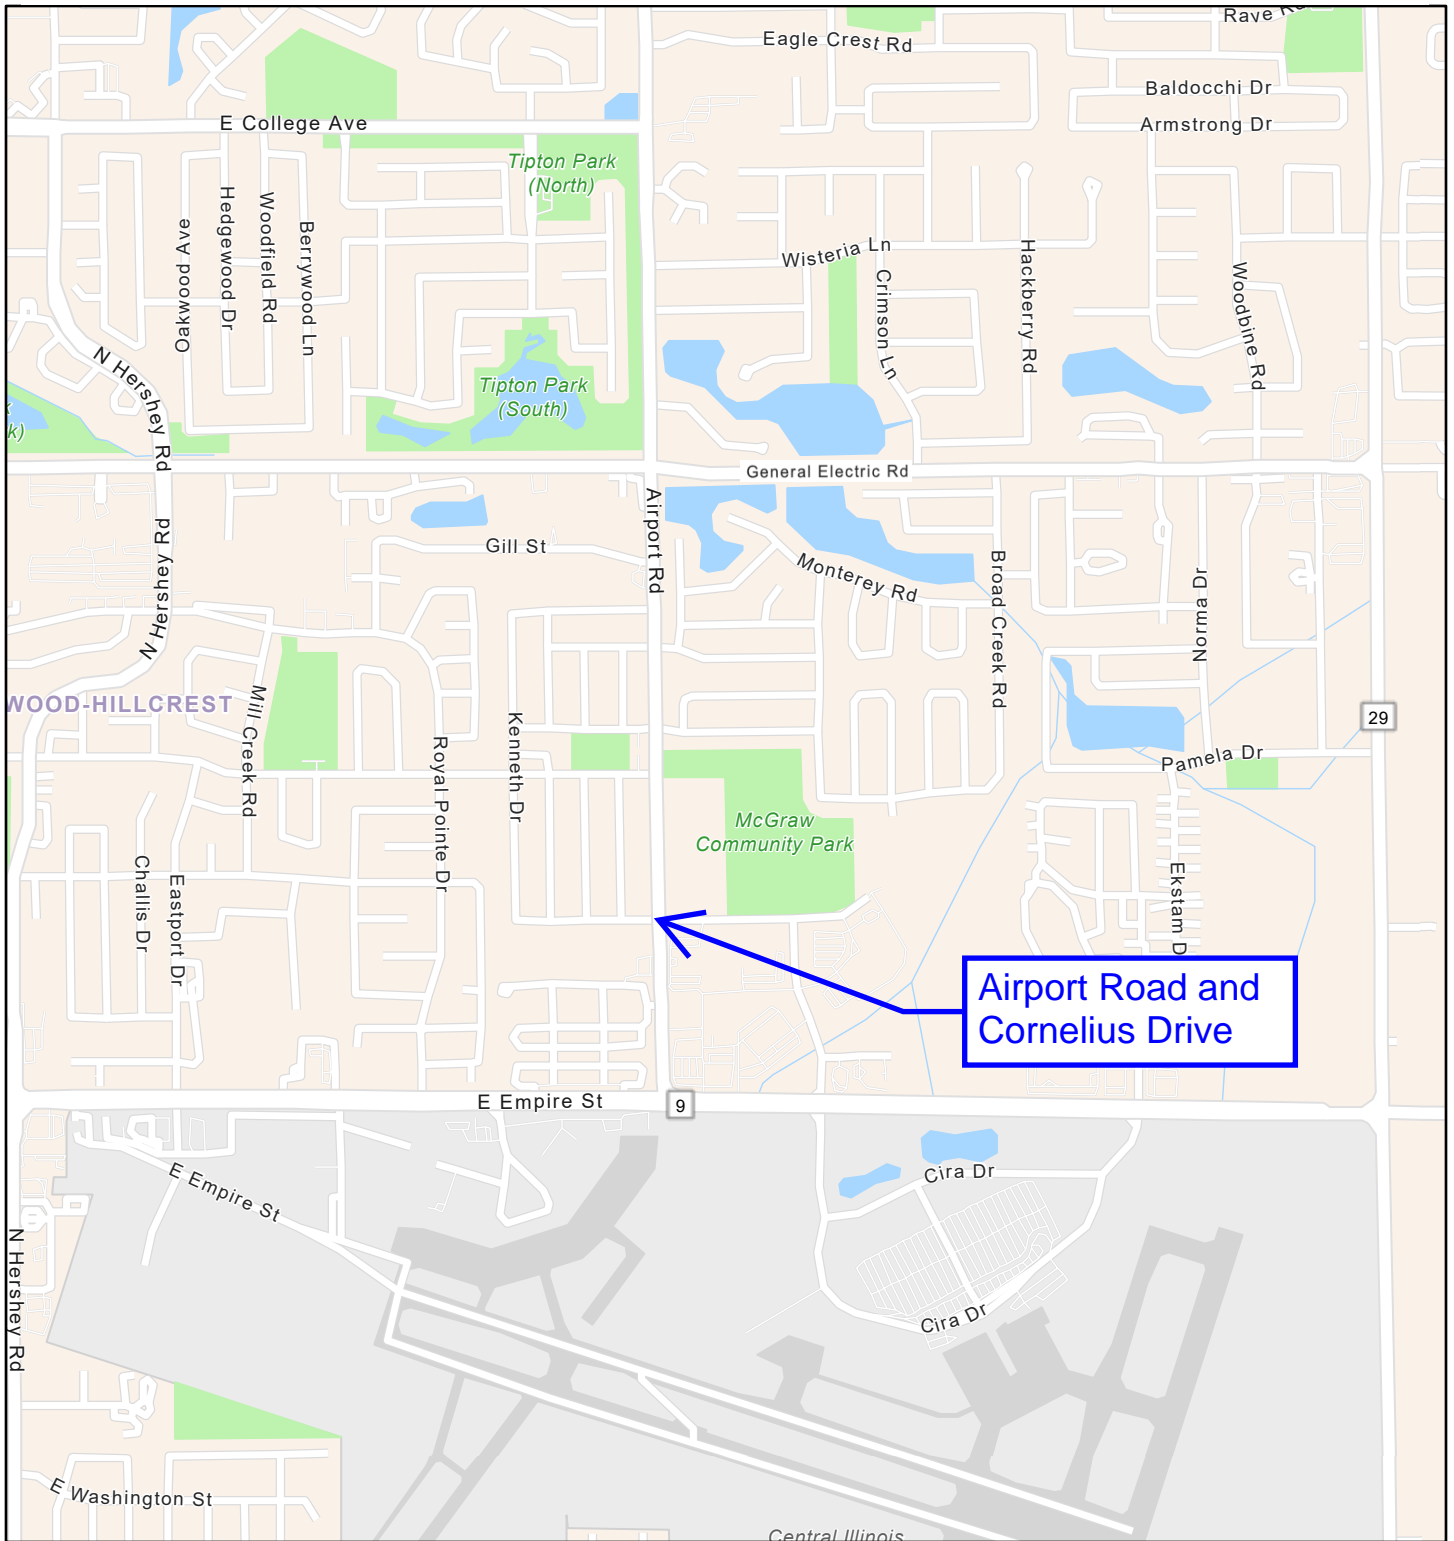 Rave Rd
Eagle Crest Rd
Baldocchi Dr
Armstrong Dr
E College Ave
Tipton Park
(North)
Oakwood Ave
Hedgewood Dr
Woodfield Rd
Berrywood Ln
Wisteria Ln
Crimson Ln
Hackberry Rd
Woodbine Rd
N Hershey Rd
Tipton Park
(South)
k)
General Electric Rd
Airport Rd
Gill St
N Hershey Rd
Monterey Rd
Broad Creek Rd
Norma Dr
WOOD-HILLCREST
Mill Creek Rd
Kenneth Dr
Royal Pointe Dr
29
Pamela Dr
McGraw
Community Park
Challis Dr
Eastport Dr
Ekstam D
Airport Road and
Cornelius Drive
E Empire St
9
E Empire St
Cira Dr
N Hershey Rd
Cira Dr
E Washington St
Central Illinois